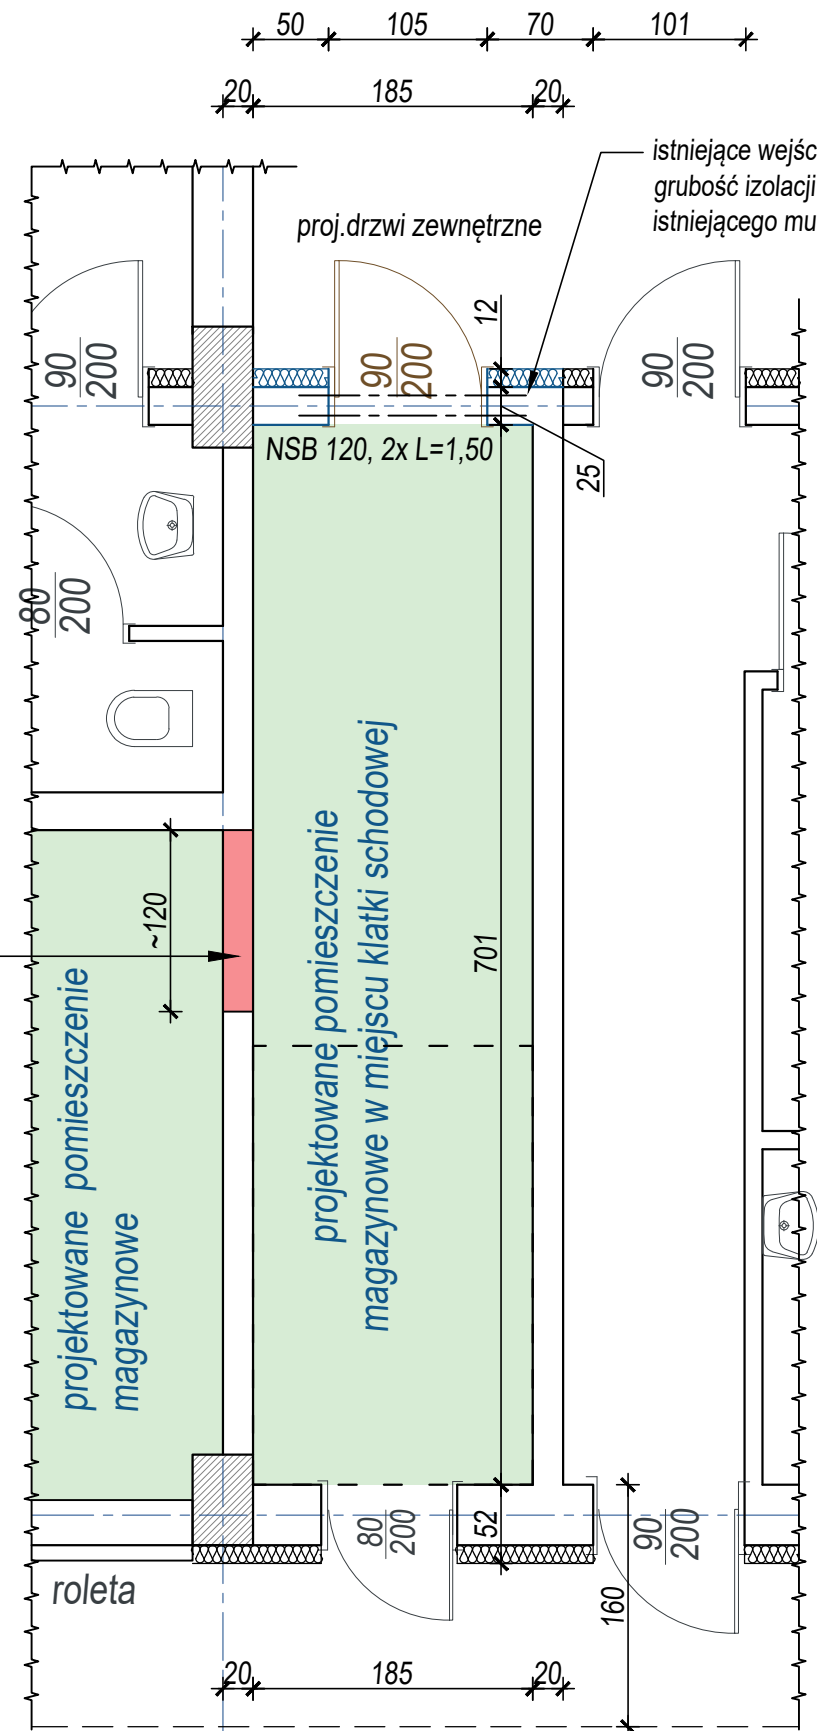 50 105 70 101
20 185 20
istniejące wejśc
grubość izolacji
istniejącego mu
proj.drzwi zewnętrzne
12
90
200
90
200
90
200
NSB 120, 2x L=1,50
25
80
200
projektowane pomieszczenie
magazynowe w miejscu klatki schodowej
~120
701
projektowane pomieszczenie
magazynowe
80
200
52
90
200
roleta
160
20 185 20